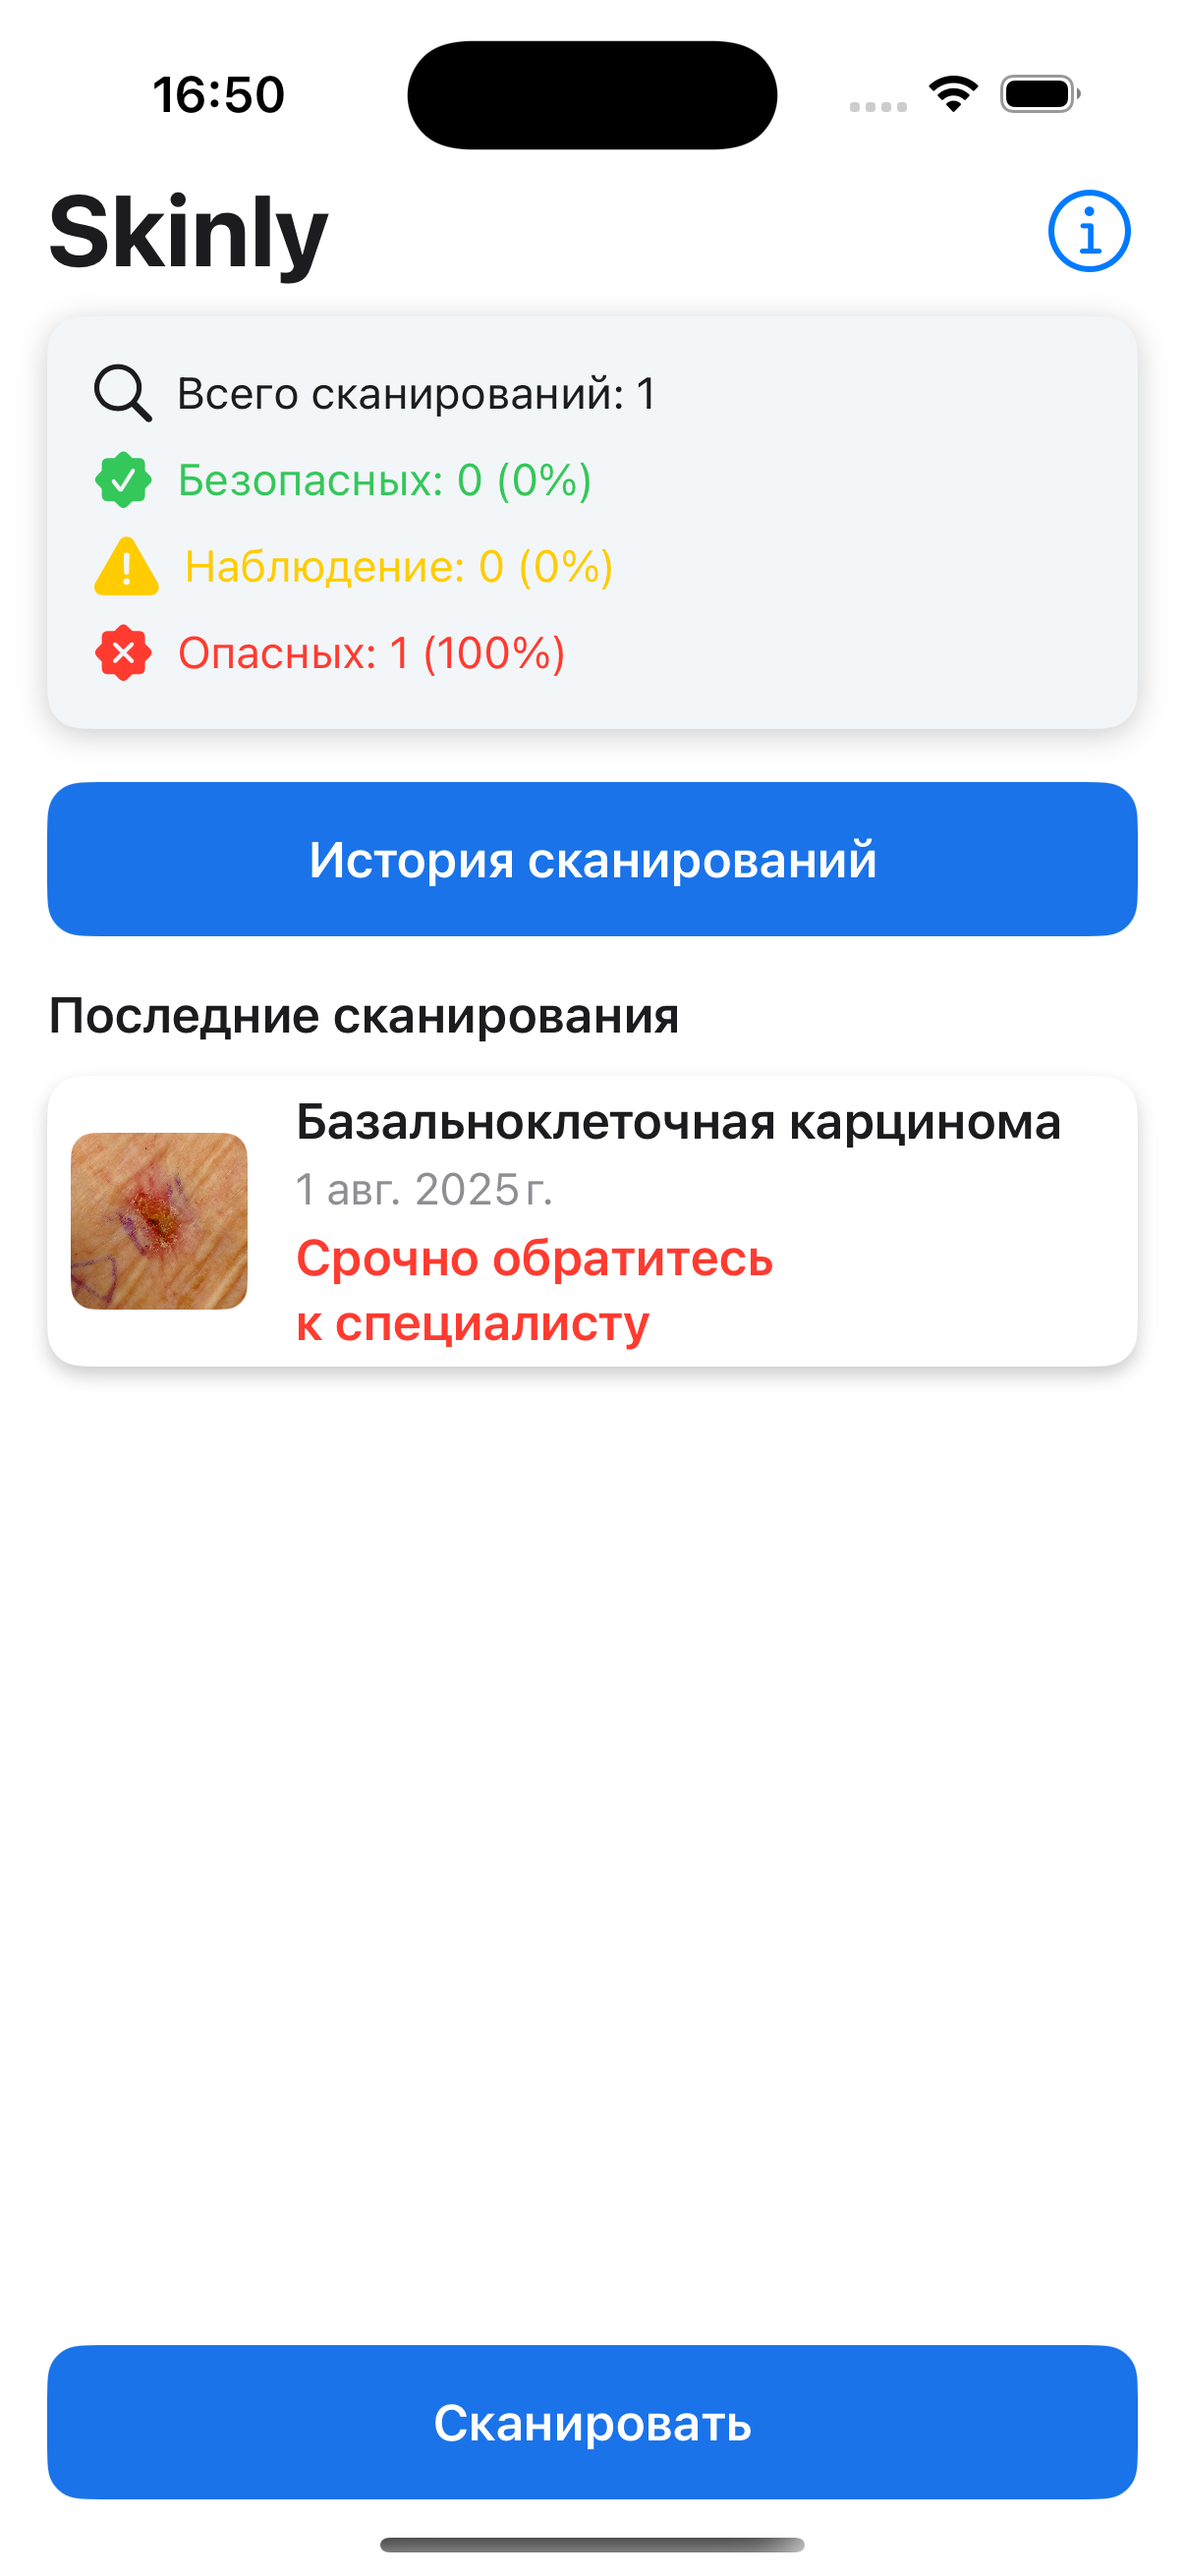 16:50
Skinly
Всего сканирований: 1
Безопасных: 0 (0%)
Наблюдение: 0 (0%)
Опасных: 1 (100%)
История сканирований
Последние сканирования
Базальноклеточная карцинома
1 авг. 2025 г.
Срочно обратитесь
к специалисту
Сканировать